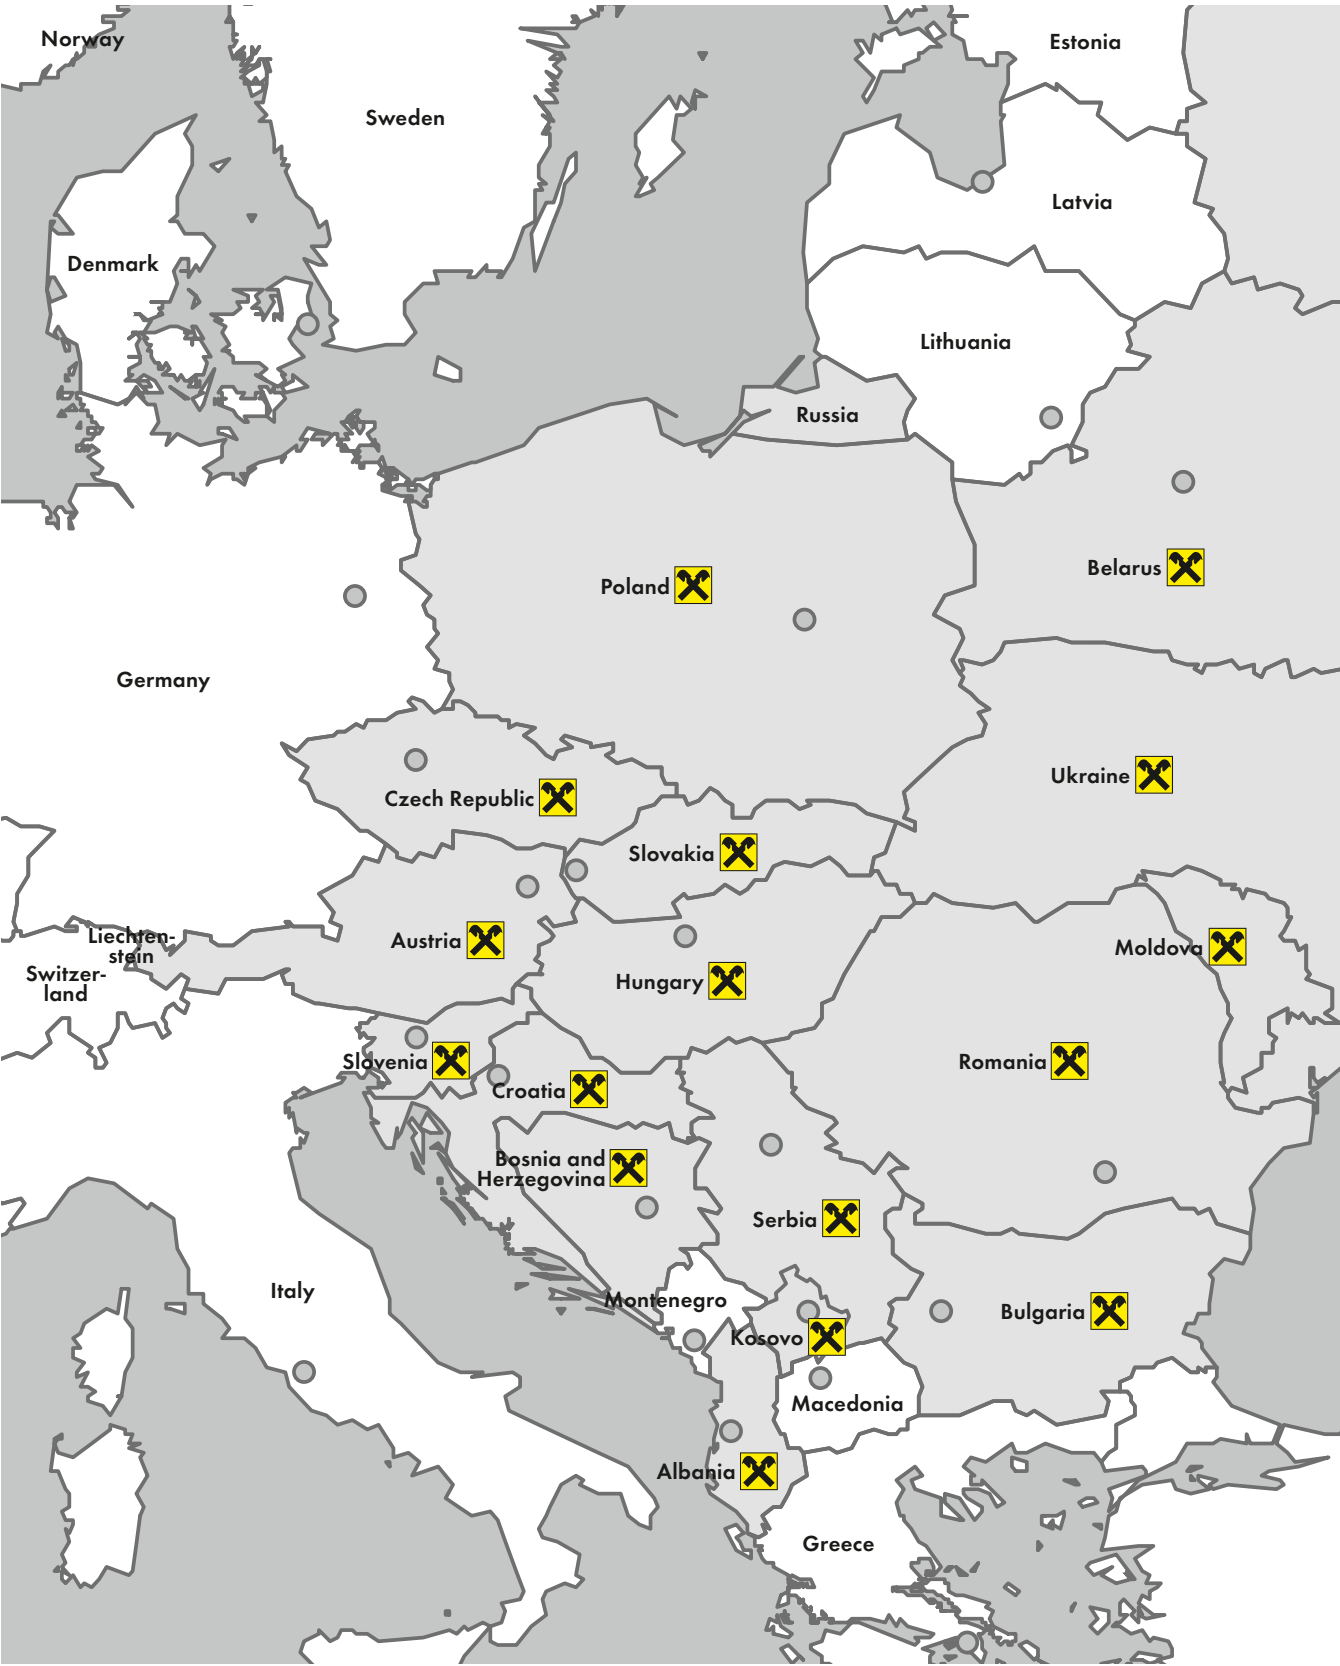 Norway
Estonia
Sweden
Latvia
Denmark
Lithuania
Russia
Belarus
Poland
Germany
Ukraine
Czech Republic
Slovakia
Liechten-
stein
Austria
Moldova
Switzer-
land
Hungary
Slovenia
Romania
Croatia
Bosnia and
Herzegovina
Serbia
Italy
Montenegro
Bulgaria
Kosovo
Macedonia
Albania
Greece